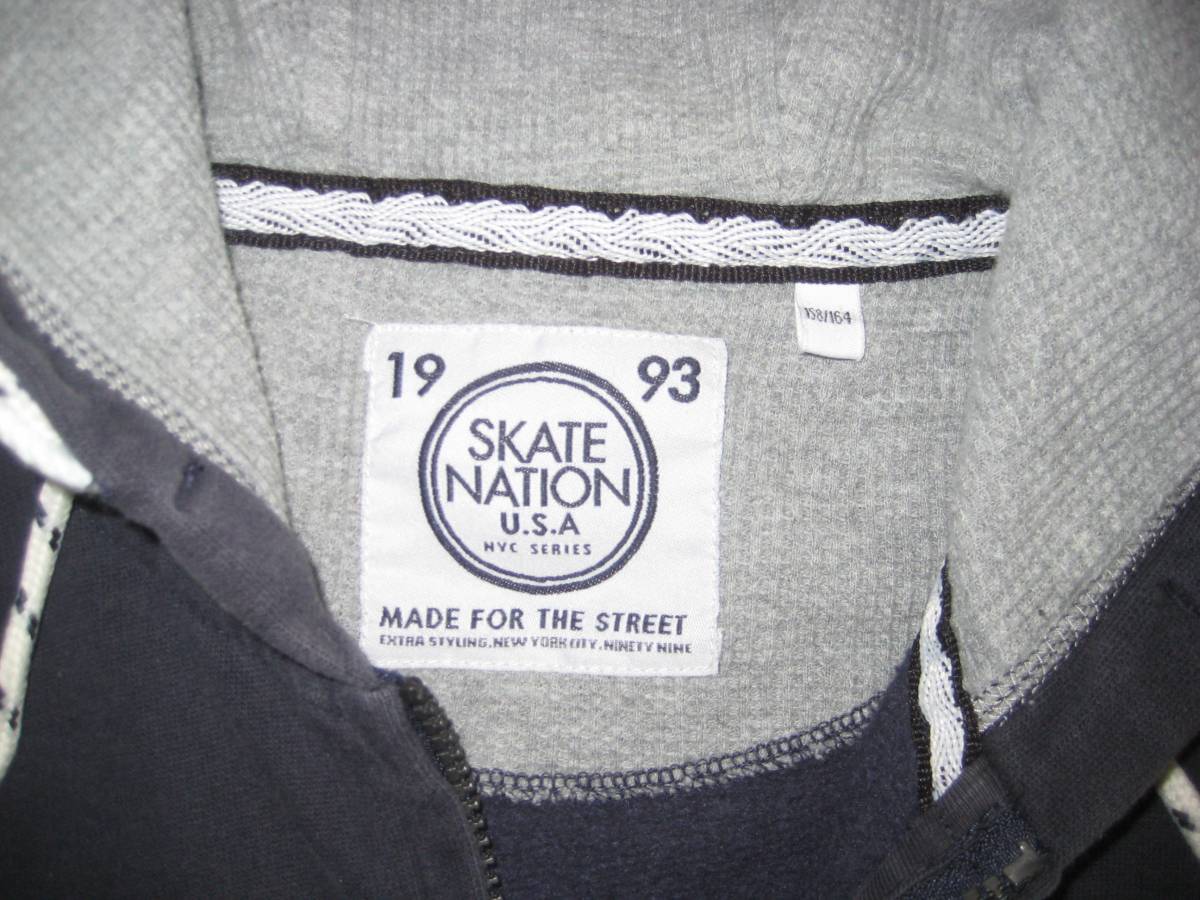 158/164
19 93
SKATE
NATION
U.S.A
NYC SERIES
MADE FOR THE STREET
EXTRA STYLING.NEW YORK CITY.NINETY NINE